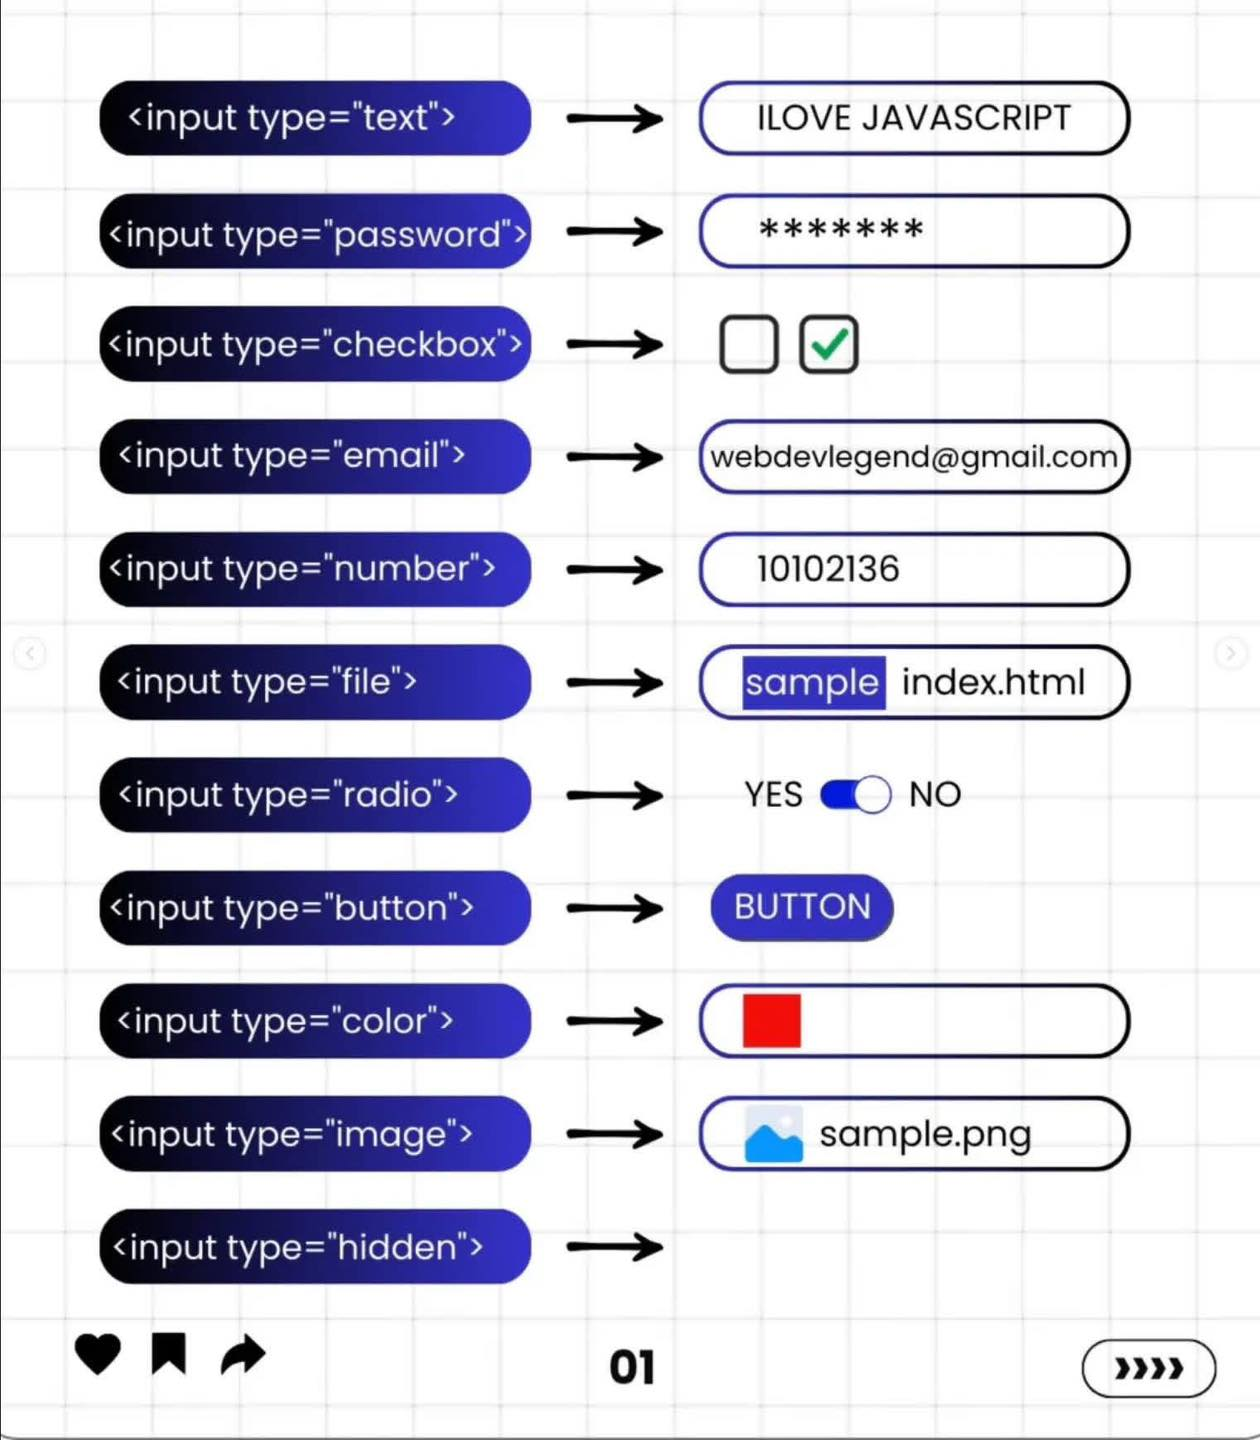 <input type="text"> ILOVE JAVASCRIPT
<input type="password"> *******
<input type="checkbox">
<input type="email"> webdevlegend@gmail.com
<input type="number"> 10102136
<input type="file"> sample index.html
<input type="radio"> YES NO
<input type="button"> BUTTON
<input type="color">
<input type="image"> sample.png
<input type="hidden">
01